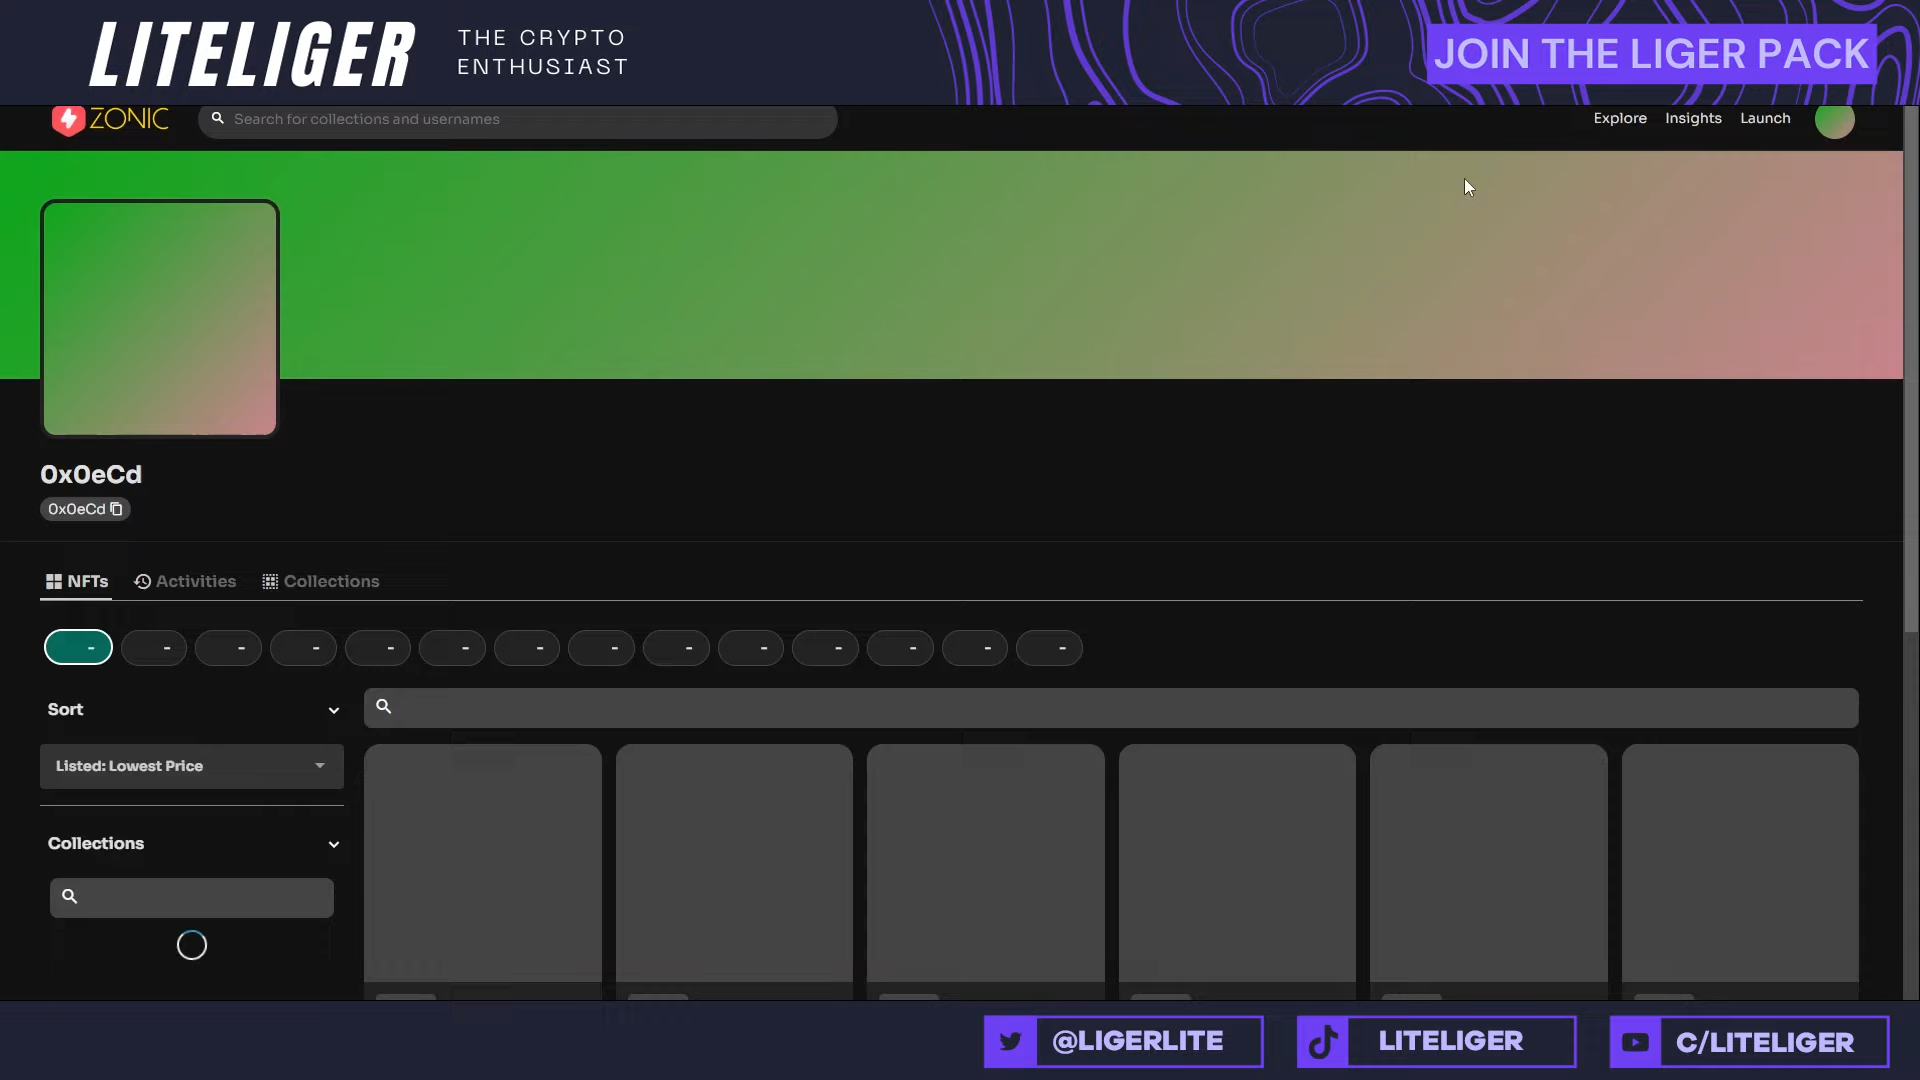 LITELIGER
THE CRYPTO
ENTHUSIAST
JOIN THE LIGER PACK
ZONIC
Search for collections and usernames
Explore
Insights
Launch
0x0eCd
0x0eCd
NFTs
Activities
Collections
- - - - - - - - - - - - - -
Sort
Listed: Lowest Price
Collections
@LIGERLITE
LITELIGER
C/LITELIGER